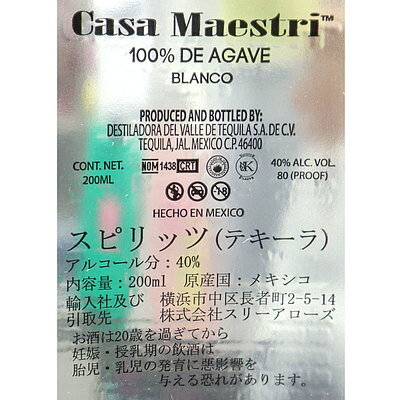 Casa Maestri™
100% DE AGAVE
BLANCO
PRODUCED AND BOTTLED BY:
DESTILADORA DEL VALLE DE TEQUILA S.A. DE C.V.
TEQUILA, JAL. MEXICO C.P. 46400
CONT. NET.
200ML
NOM 1438 CRT
40% ALC. VOL.
80 (PROOF)
HECHO EN MEXICO
スピリッツ(テキーラ)
アルコール分：40%
内容量：200ml 原産国：メキシコ
輸入社及び 横浜市中区長者町2-5-14
引取先 株式会社スリーアローズ
お酒は20歳を過ぎてから
妊娠・授乳期の飲酒は
胎児・乳児の発育に悪影響を
与える恐れがあります。